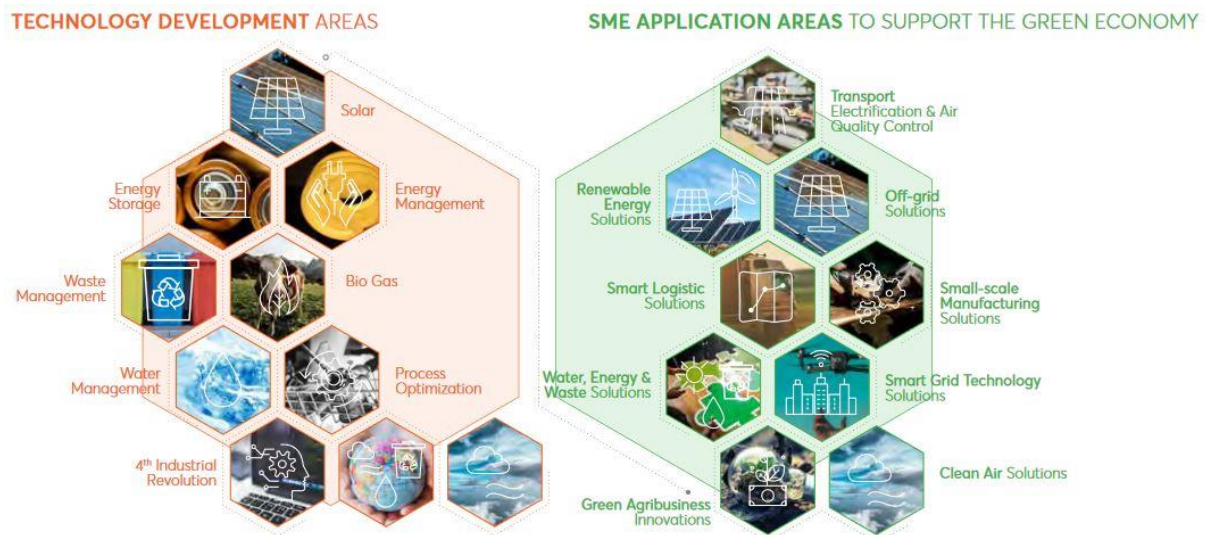 TECHNOLOGY DEVELOPMENT AREAS
Solar
Energy
Storage
Energy
Management
Waste
Management
Bio Gas
Water
Management
Process
Optimization
4th Industrial
Revolution
SME APPLICATION AREAS TO SUPPORT THE GREEN ECONOMY
Transport
Electrification & Air
Quality Control
Renewable
Energy
Solutions
Off-grid
Solutions
Smart Logistic
Solutions
Small-scale
Manufacturing
Solutions
Water, Energy &
Waste Solutions
Smart Grid Technology
Solutions
Green Agribusiness
Innovations
Clean Air Solutions